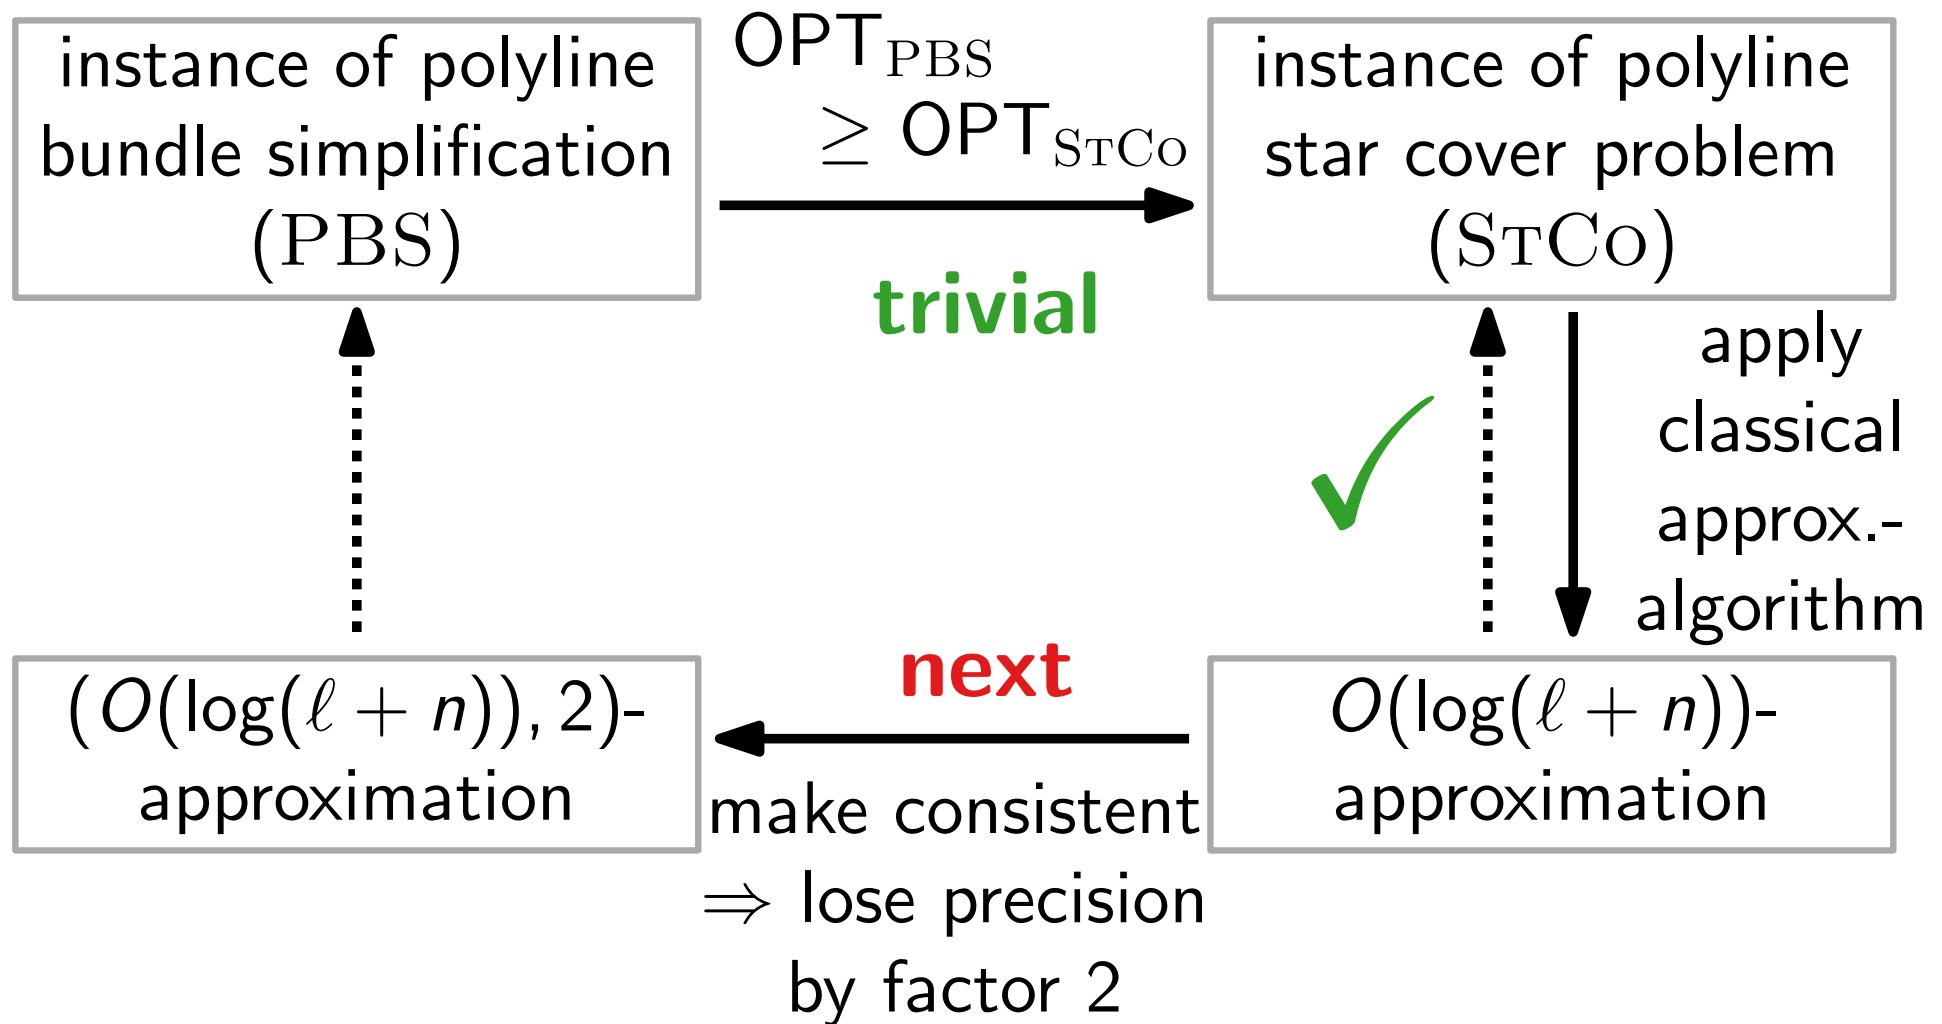 instance of polyline
bundle simplification
(PBS)
OPT_PBS
≥ OPT_STCO
trivial
instance of polyline
star cover problem
(STCO)
apply
classical
approx.-
algorithm
(O(log(ℓ + n)), 2)-
approximation
next
make consistent
⇒ lose precision
by factor 2
O(log(ℓ + n))-
approximation